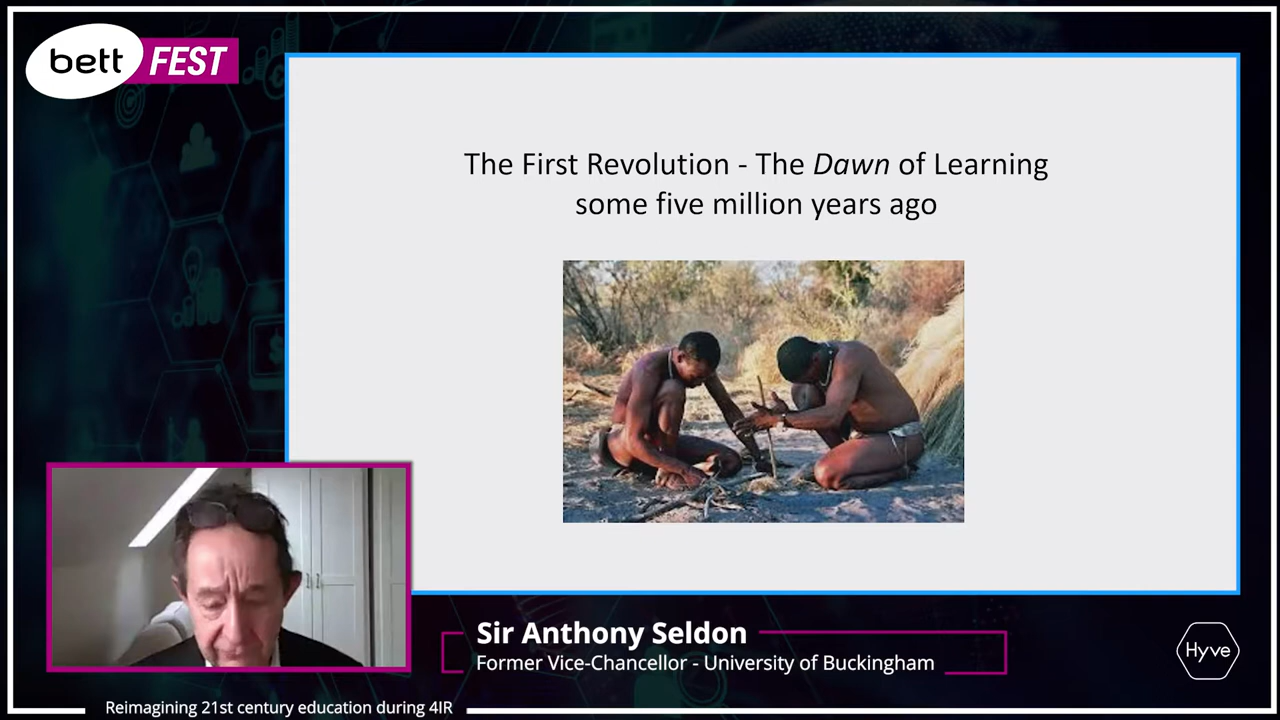 bett FEST
The First Revolution - The Dawn of Learning
some five million years ago
Sir Anthony Seldon
Former Vice-Chancellor - University of Buckingham
Hyve
Reimagining 21st century education during 4IR